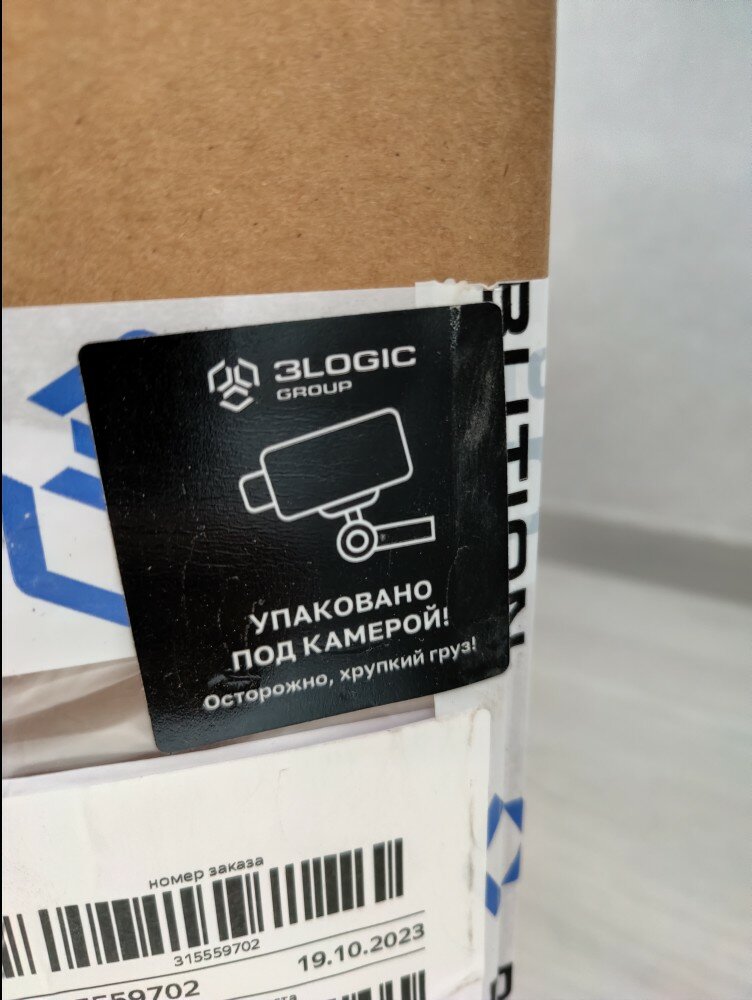 3LOGIC
GROUP
УПАКОВАНО
ПОД КАМЕРОЙ!
Осторожно, хрупкий груз!
номер заказа
315559702
19.10.2023